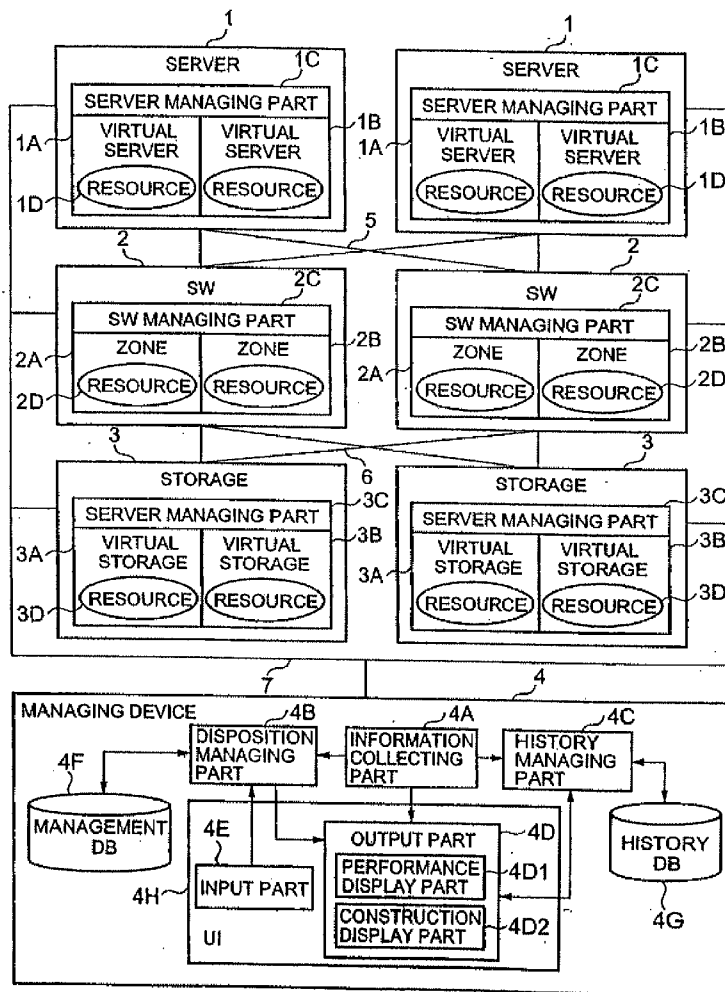 1
1
SERVER
1C
SERVER MANAGING PART
1A
VIRTUAL SERVER
VIRTUAL SERVER
1B
1D
RESOURCE
RESOURCE
SERVER
1C
SERVER MANAGING PART
1A
VIRTUAL SERVER
VIRTUAL SERVER
1B
RESOURCE
RESOURCE
1D
5
2
2
SW
2C
SW MANAGING PART
2A
ZONE
ZONE
2B
2D
RESOURCE
RESOURCE
SW
2C
SW MANAGING PART
2A
ZONE
ZONE
2B
RESOURCE
RESOURCE
2D
6
3
3
STORAGE
3C
SERVER MANAGING PART
3A
VIRTUAL STORAGE
VIRTUAL STORAGE
3B
3D
RESOURCE
RESOURCE
STORAGE
3C
SERVER MANAGING PART
3A
VIRTUAL STORAGE
VIRTUAL STORAGE
3B
RESOURCE
RESOURCE
3D
7
4
MANAGING DEVICE
4B
DISPOSITION
MANAGING
PART
4A
INFORMATION
COLLECTING
PART
4C
HISTORY
MANAGING
PART
4F
MANAGEMENT
DB
4E
INPUT PART
4H
UI
4D
OUTPUT PART
PERFORMANCE
DISPLAY PART
4D1
CONSTRUCTION
DISPLAY PART
4D2
HISTORY
DB
4G